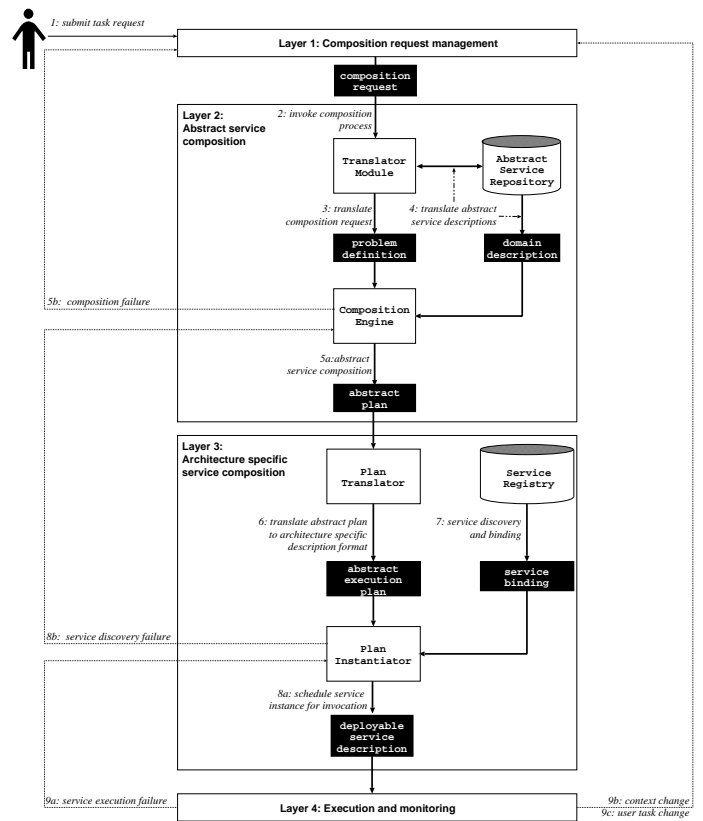 1: submit task request
Layer 1: Composition request management
composition
request
Layer 2:
Abstract service
composition
2: invoke composition
process
Translator
Module
Abstract
Service
Repository
3: translate
composition request
4: translate abstract
service descriptions
problem
definition
domain
description
5b: composition failure
Composition
Engine
5a:abstract
service composition
abstract
plan
Layer 3:
Architecture specific
service composition
Plan
Translator
Service
Registry
6: translate abstract plan
to architecture specific
description format
7: service discovery
and binding
abstract
execution
plan
service
binding
8b: service discovery failure
Plan
Instantiator
8a: schedule service
instance for invocation
deployable
service
description
9a: service execution failure
Layer 4: Execution and monitoring
9b: context change
9c: user task change